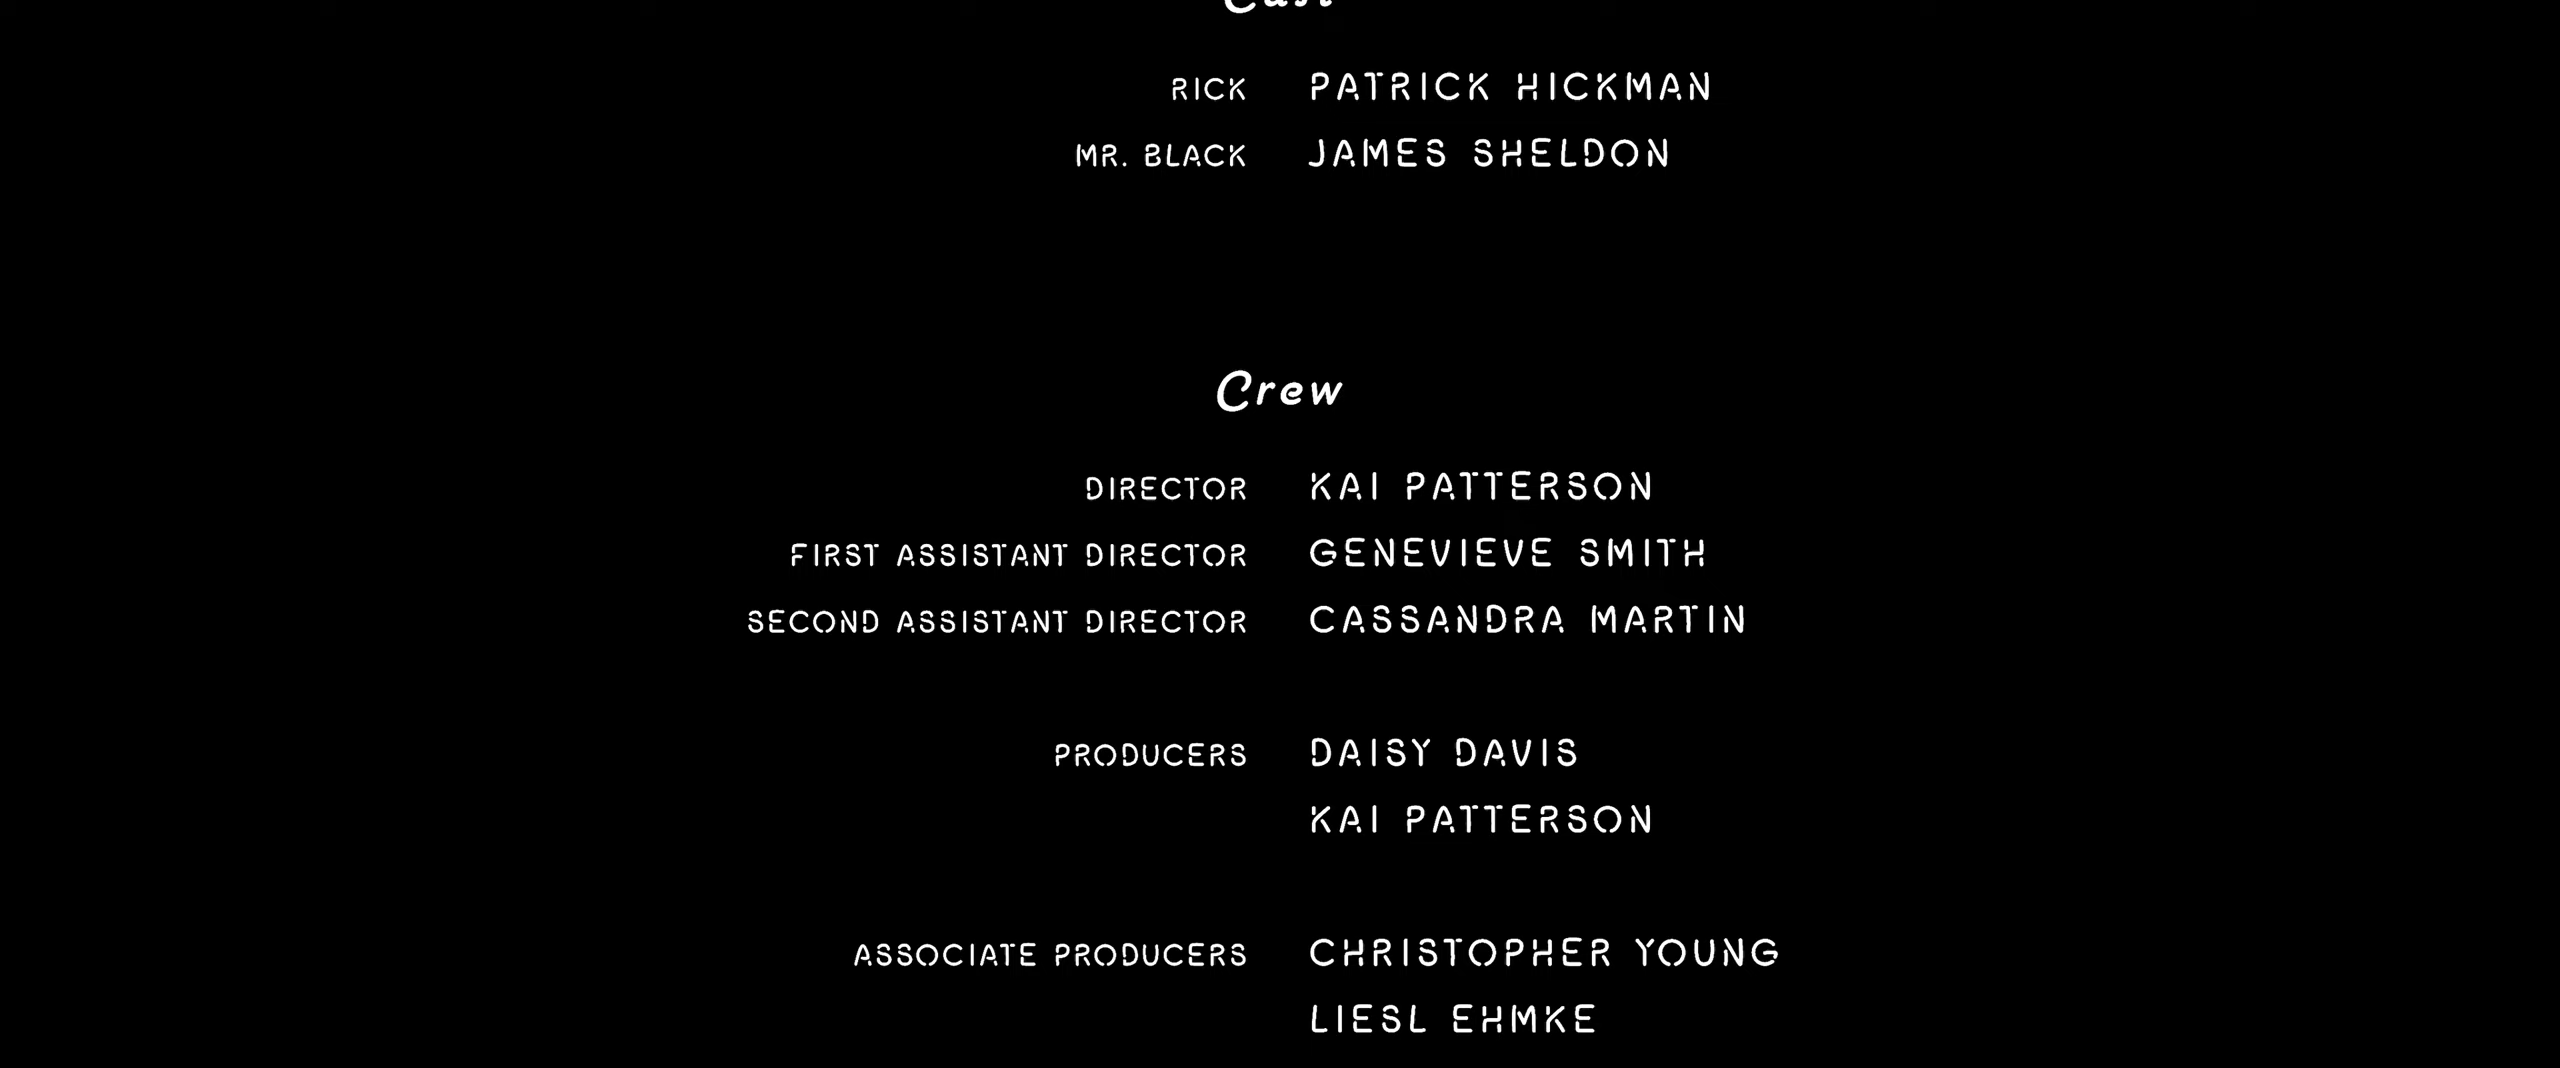 Cast
RICK PATRICK HICKMAN
MR. BLACK JAMES SHELDON
Crew
DIRECTOR KAI PATTERSON
FIRST ASSISTANT DIRECTOR GENEVIEVE SMITH
SECOND ASSISTANT DIRECTOR CASSANDRA MARTIN
PRODUCERS DAISY DAVIS
KAI PATTERSON
ASSOCIATE PRODUCERS CHRISTOPHER YOUNG
LIESL EHMKE